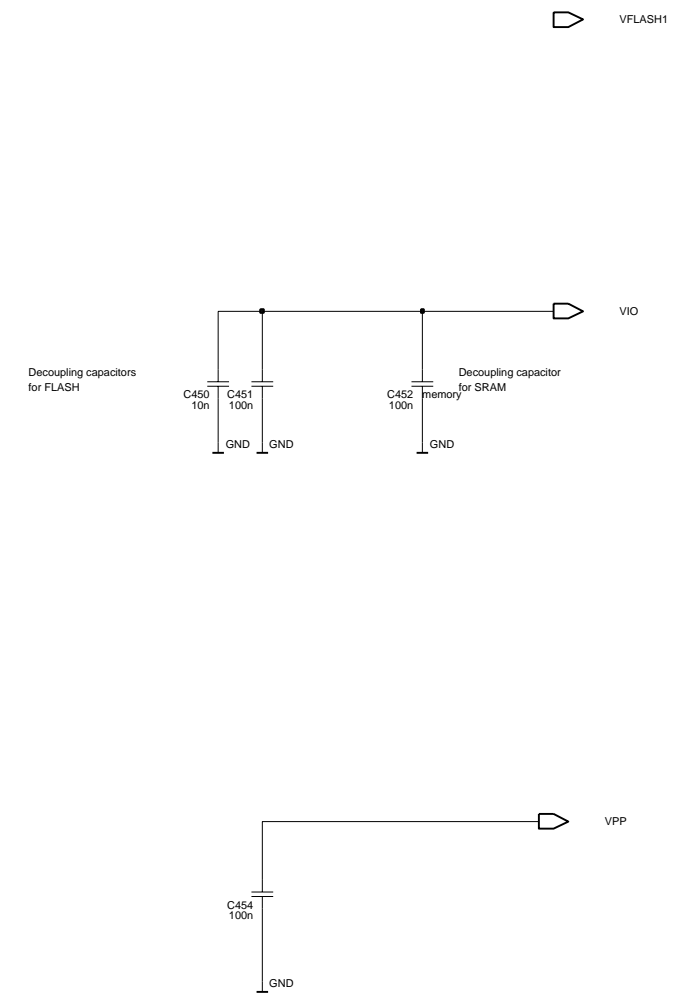 VFLASH1
VIO
Decoupling capacitors
for FLASH
C450
10n
C451
100n
C452
100n
memory
Decoupling capacitor
for SRAM
GND
GND
GND
VPP
C454
100n
GND